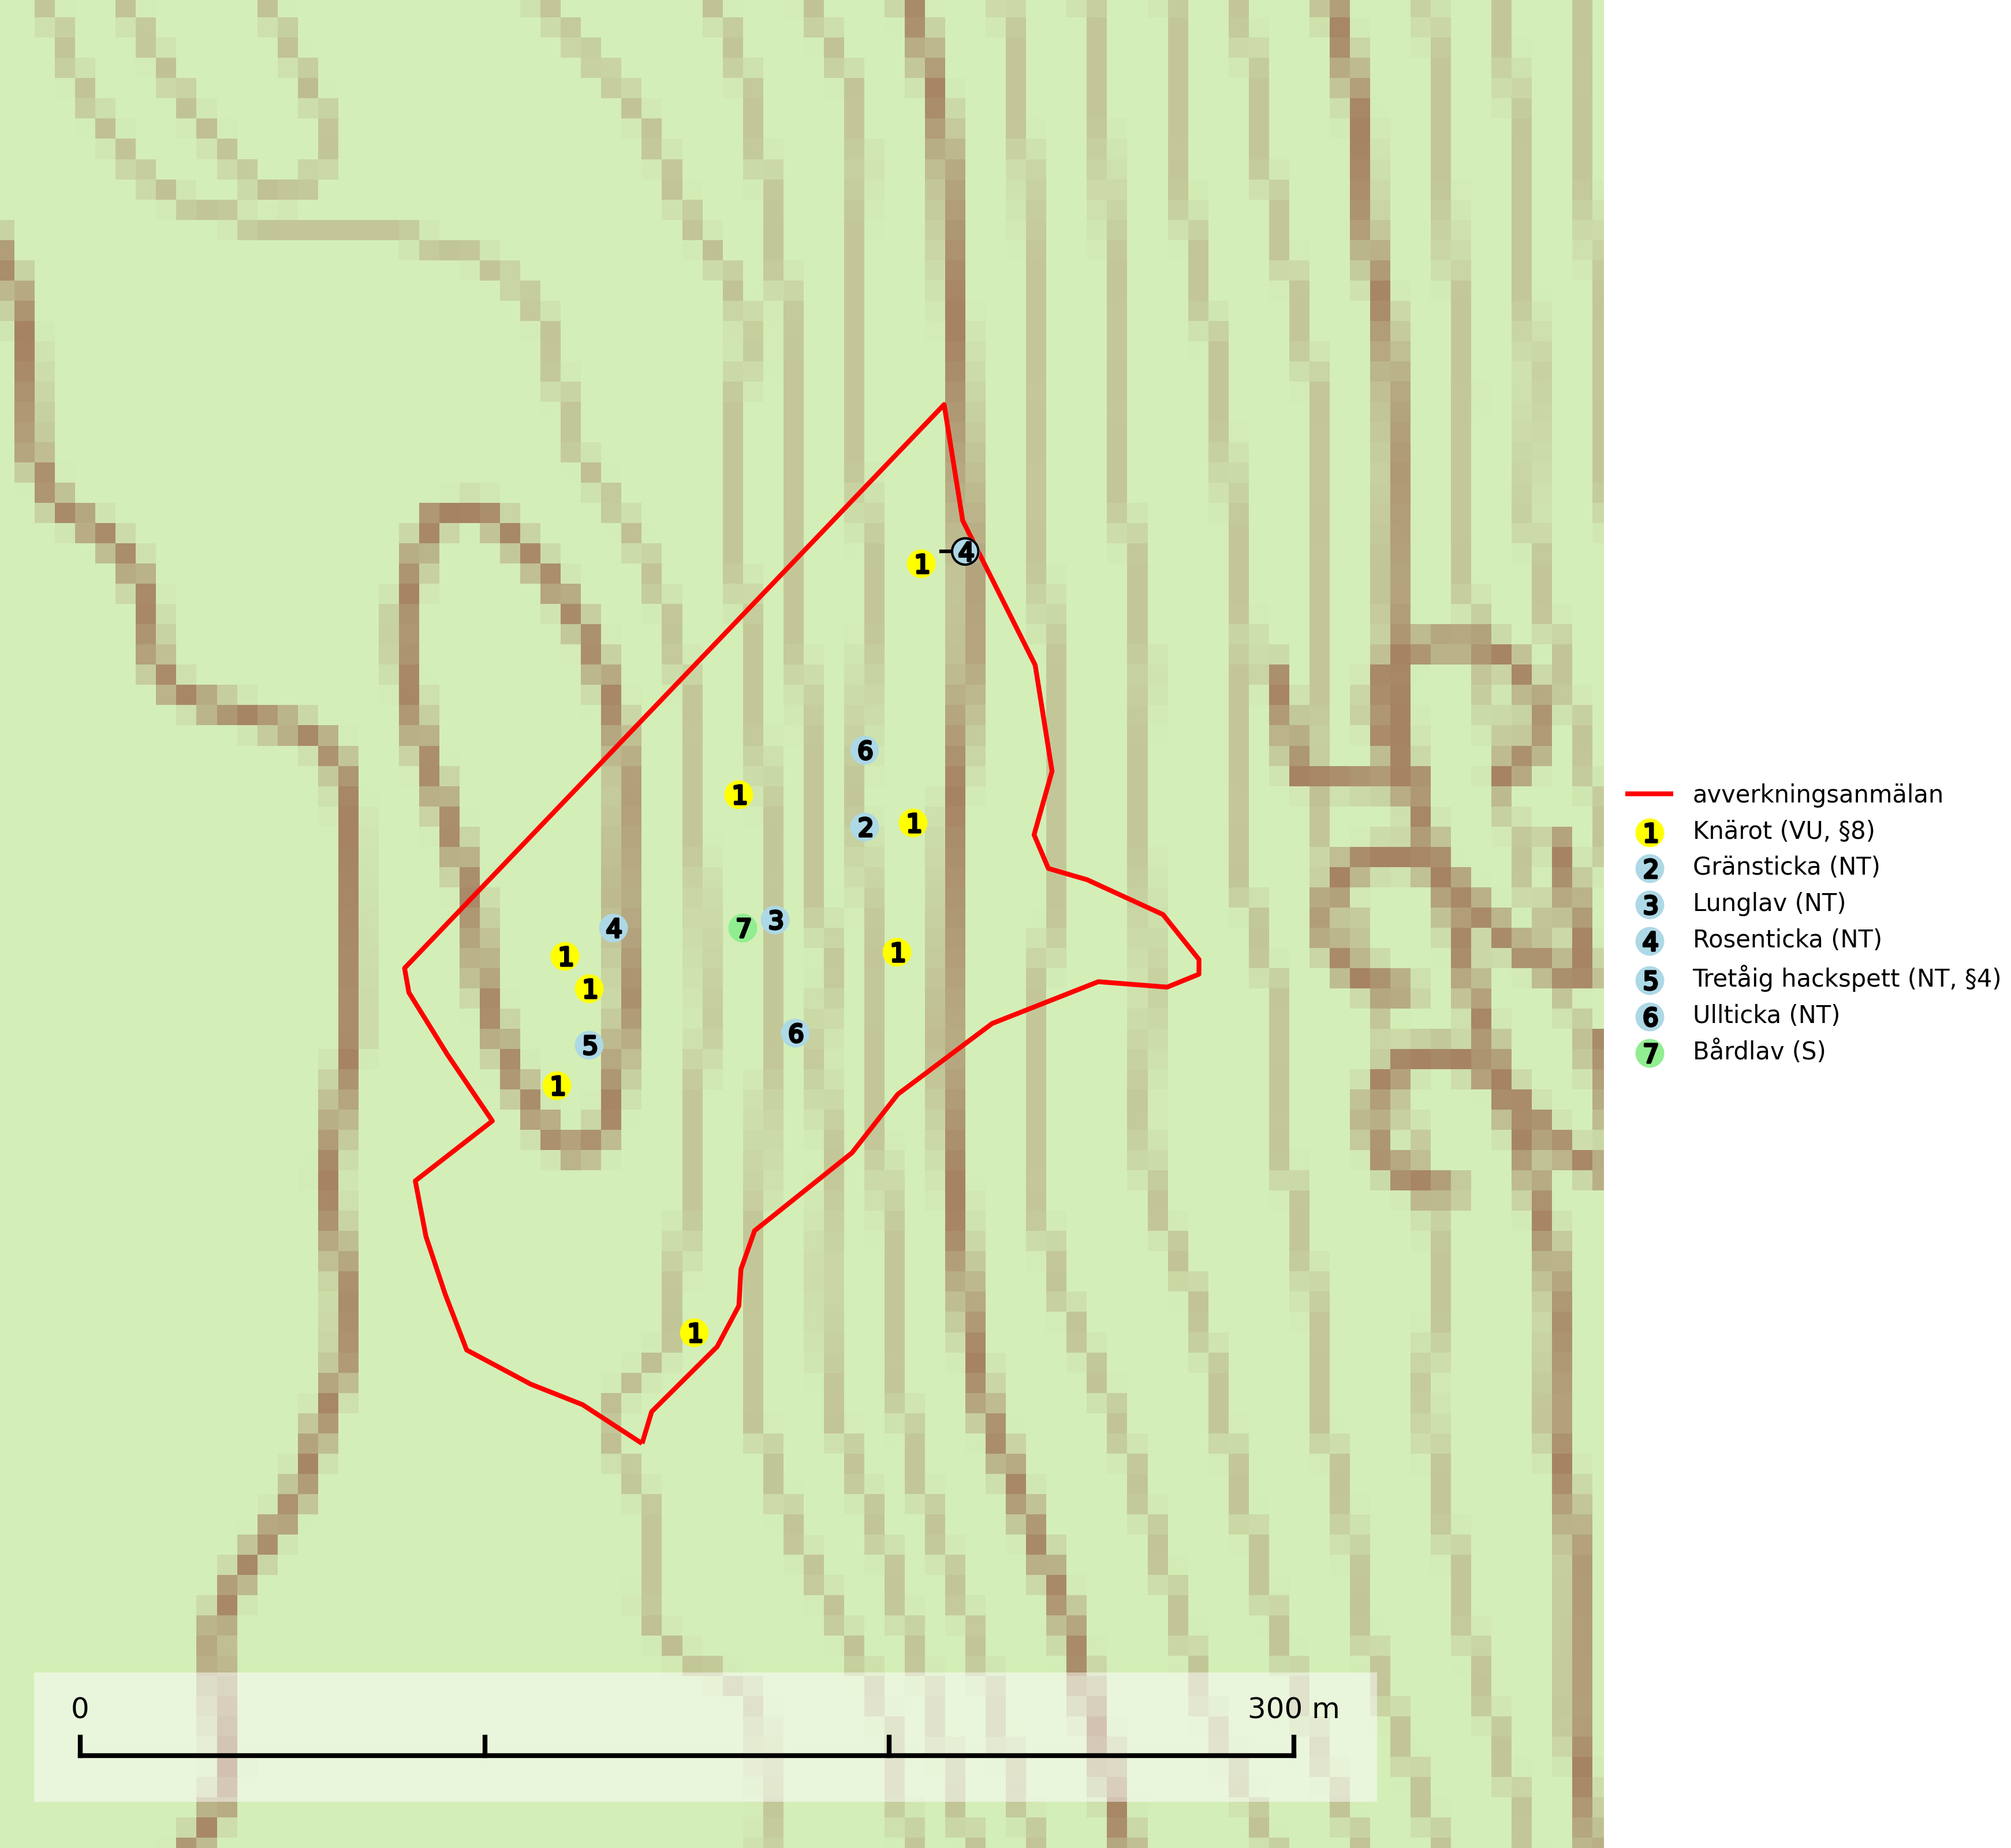 4
1
6
1
2
1
4
7
3
1
1
1
5
6
1
1
avverkningsanmälan
1 Knärot (VU, §8)
2 Gränsticka (NT)
3 Lunglav (NT)
4 Rosenticka (NT)
5 Tretåig hackspett (NT, §4)
6 Ullticka (NT)
7 Bårdlav (S)
0 300 m